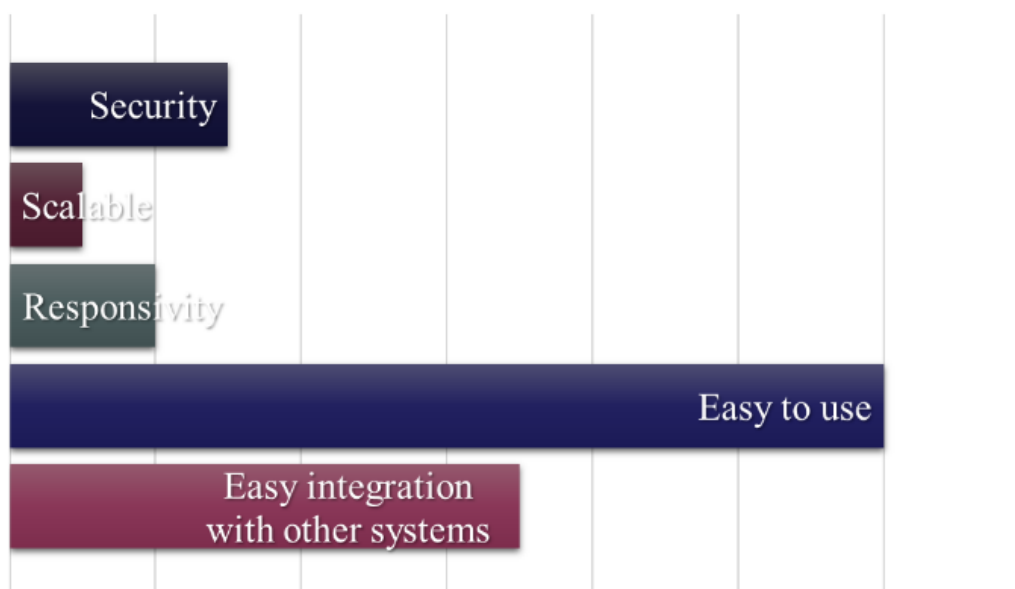 Security
Scalable
Responsivity
Easy to use
Easy integration
with other systems